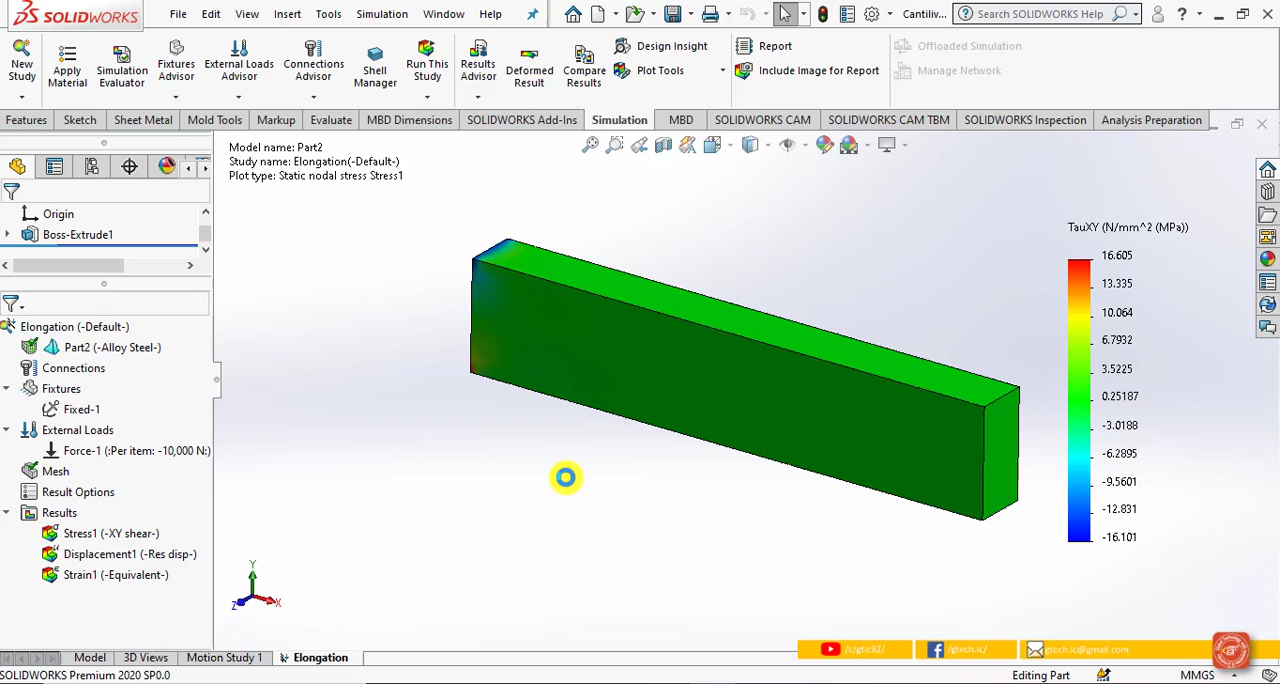 SOLIDWORKS File Edit View Insert Tools Simulation Window Help Cantiliv... Search SOLIDWORKS Help
New Study
Apply Material
Simulation Evaluator
Fixtures Advisor
External Loads Advisor
Connections Advisor
Shell Manager
Run This Study
Results Advisor
Deformed Result
Compare Results
Design Insight
Plot Tools
Report
Include Image for Report
Offloaded Simulation
Manage Network
Features Sketch Sheet Metal Mold Tools Markup Evaluate MBD Dimensions SOLIDWORKS Add-Ins Simulation MBD SOLIDWORKS CAM SOLIDWORKS CAM TBM SOLIDWORKS Inspection Analysis Preparation
Model name: Part2
Study name: Elongation(-Default-)
Plot type: Static nodal stress Stress1
Origin
Boss-Extrude1
Elongation (-Default-)
Part2 (-Alloy Steel-)
Connections
Fixtures
Fixed-1
External Loads
Force-1 (:Per item: -10,000 N:)
Mesh
Result Options
Results
Stress1 (-XY shear-)
Displacement1 (-Res disp-)
Strain1 (-Equivalent-)
TauXY (N/mm^2 (MPa))
16.605
13.335
10.064
6.7932
3.5225
0.25187
-3.0188
-6.2895
-9.5601
-12.831
-16.101
Y
Z
X
/c/gtic92/ /gtech.ic/ gtech.ic@gmail.com
Model 3D Views Motion Study 1 Elongation
SOLIDWORKS Premium 2020 SP0.0 Editing Part MMGS